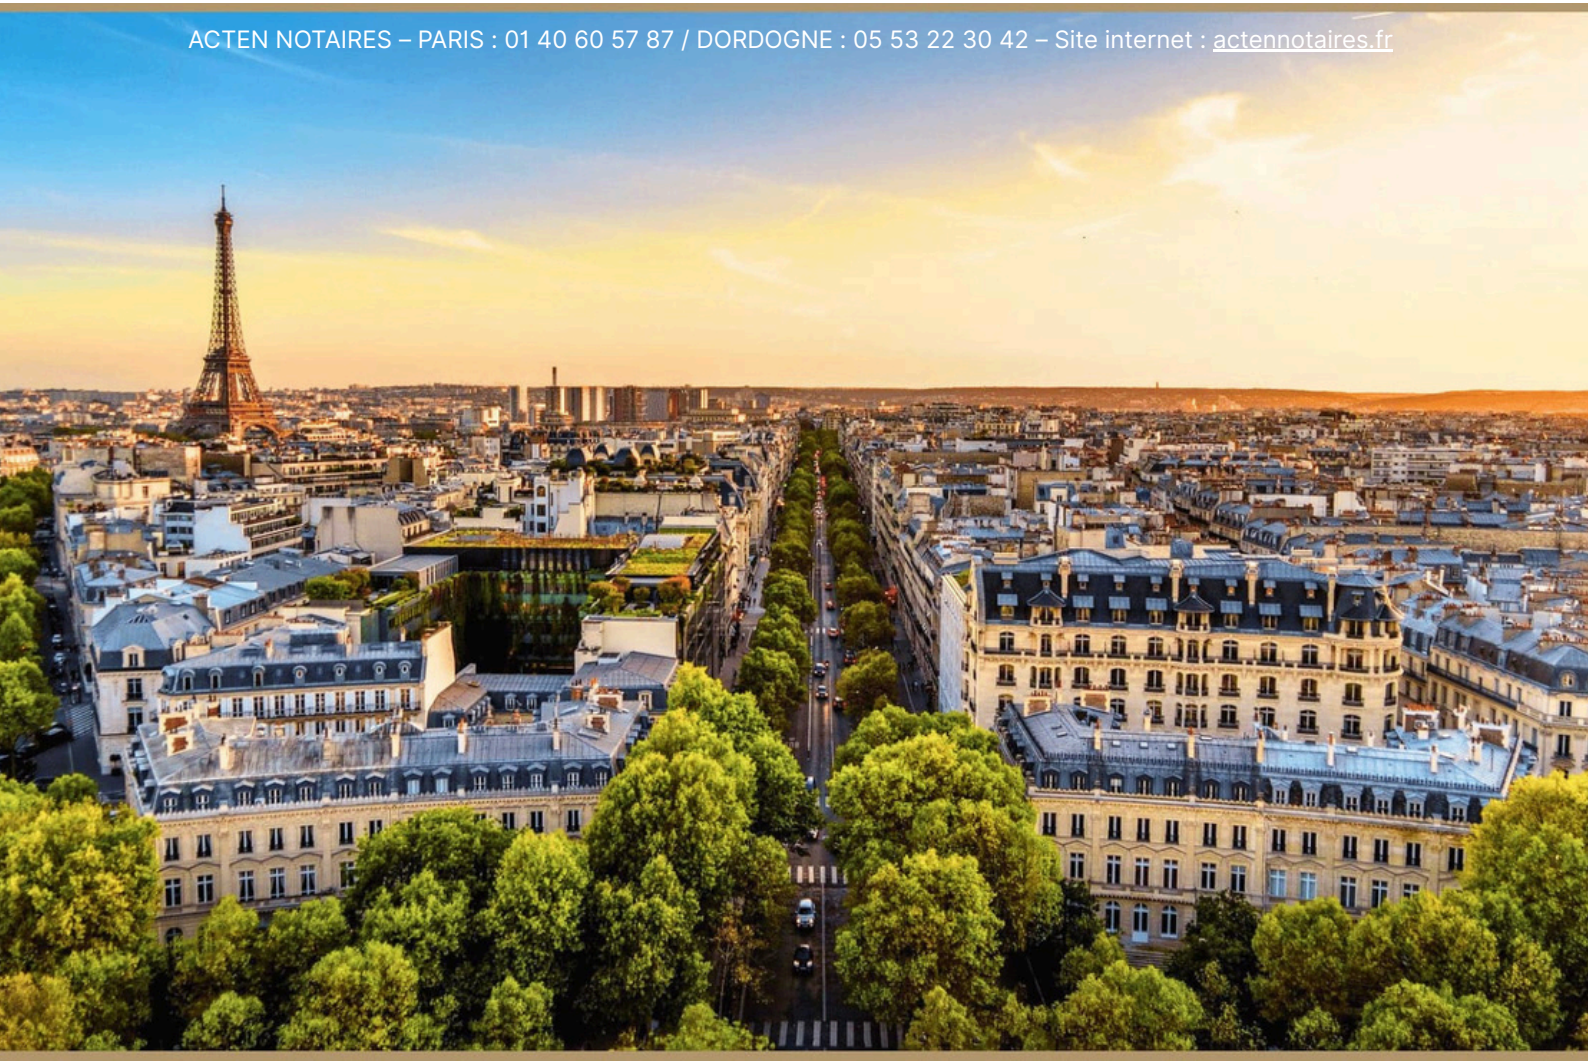 ACTEN NOTAIRES – PARIS : 01 40 60 57 87 / DORDOGNE : 05 53 22 30 42 – Site internet : actennotaires.fr